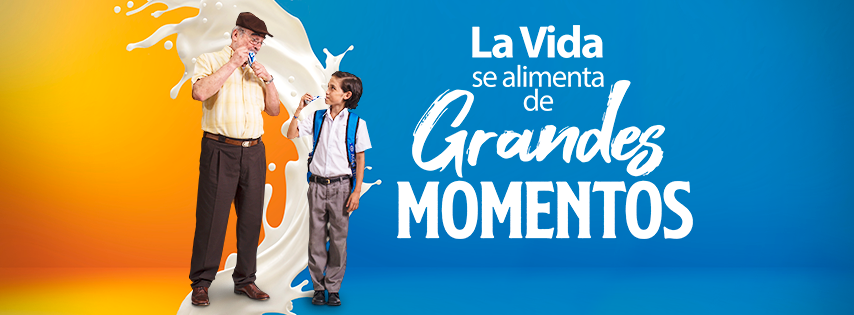 La Vida
se alimenta
de
Grandes
MOMENTOS